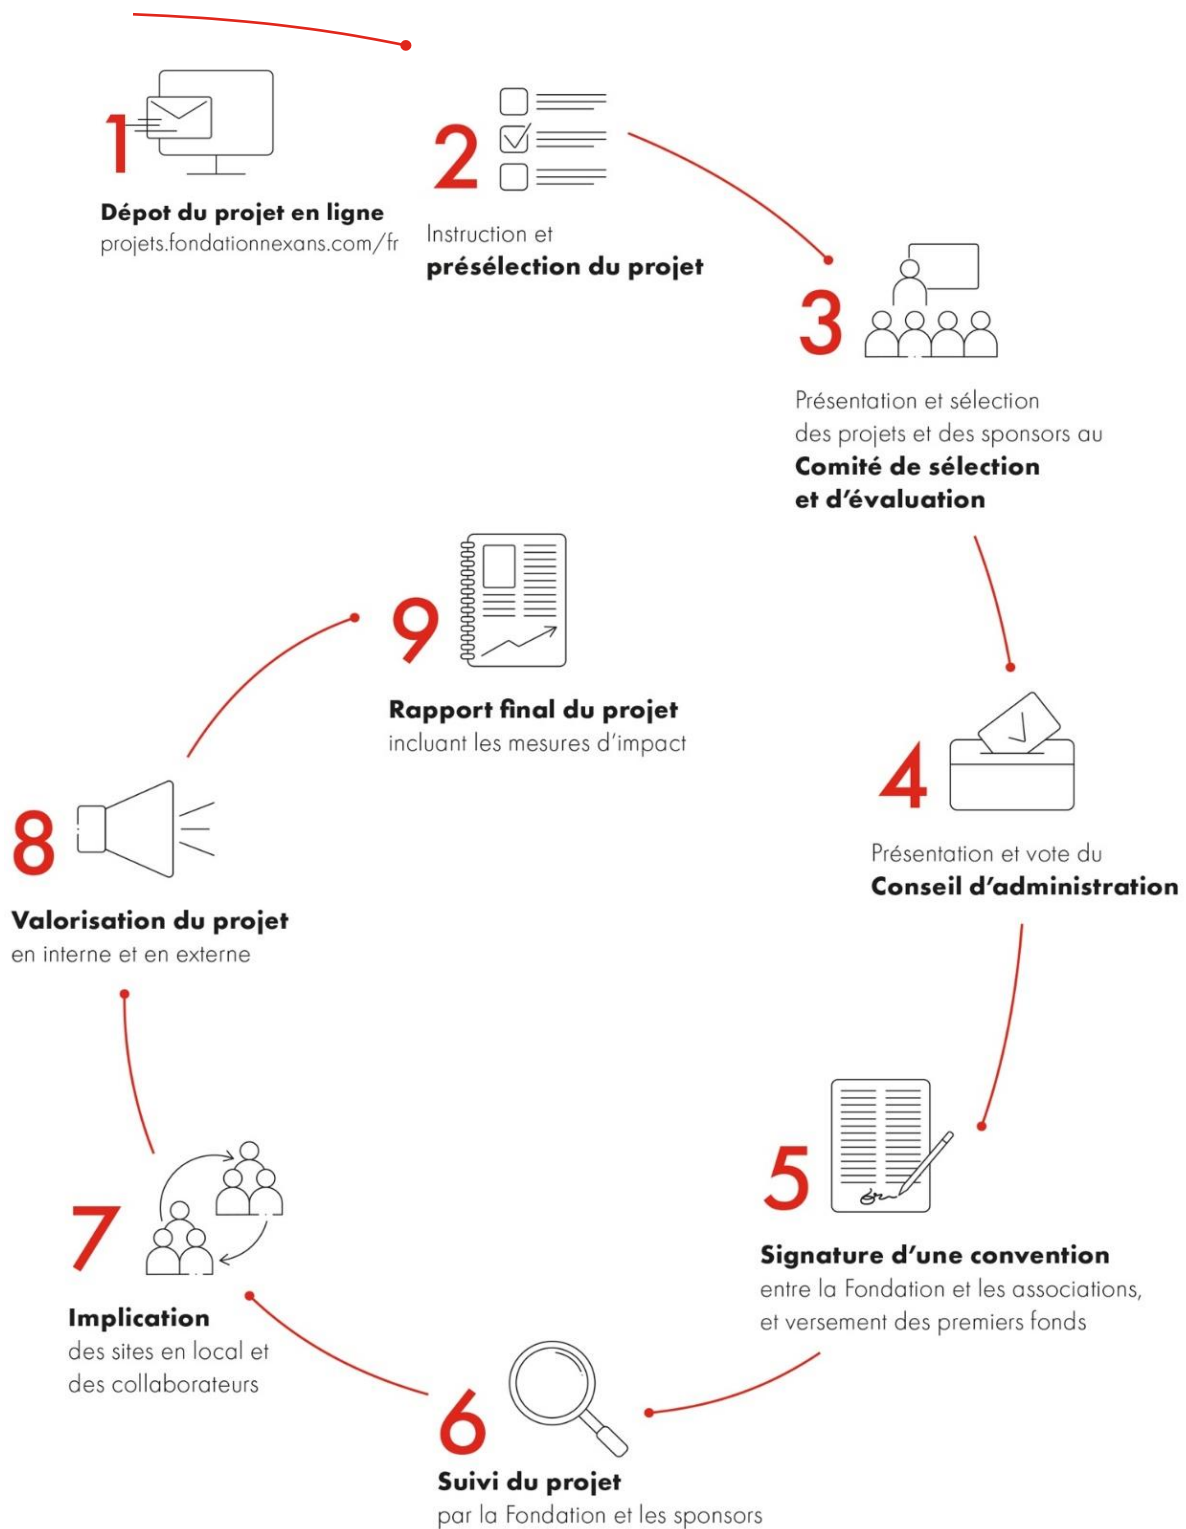 1
Dépot du projet en ligne
projets.fondationnexans.com/fr
2
Instruction et
présélection du projet
3
Présentation et sélection
des projets et des sponsors au
Comité de sélection
et d'évaluation
4
Présentation et vote du
Conseil d'administration
5
Signature d'une convention
entre la Fondation et les associations,
et versement des premiers fonds
6
Suivi du projet
par la Fondation et les sponsors
7
Implication
des sites en local et
des collaborateurs
8
Valorisation du projet
en interne et en externe
9
Rapport final du projet
incluant les mesures d'impact